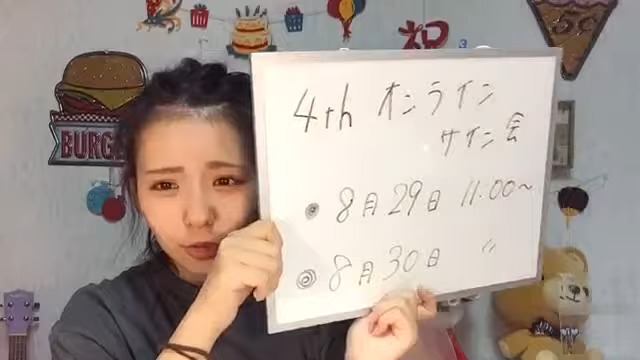 4th オンライン
サイン会
◎ 8月29日 11:00〜
◎ 8月30日 〃
BURG
祝
5¢